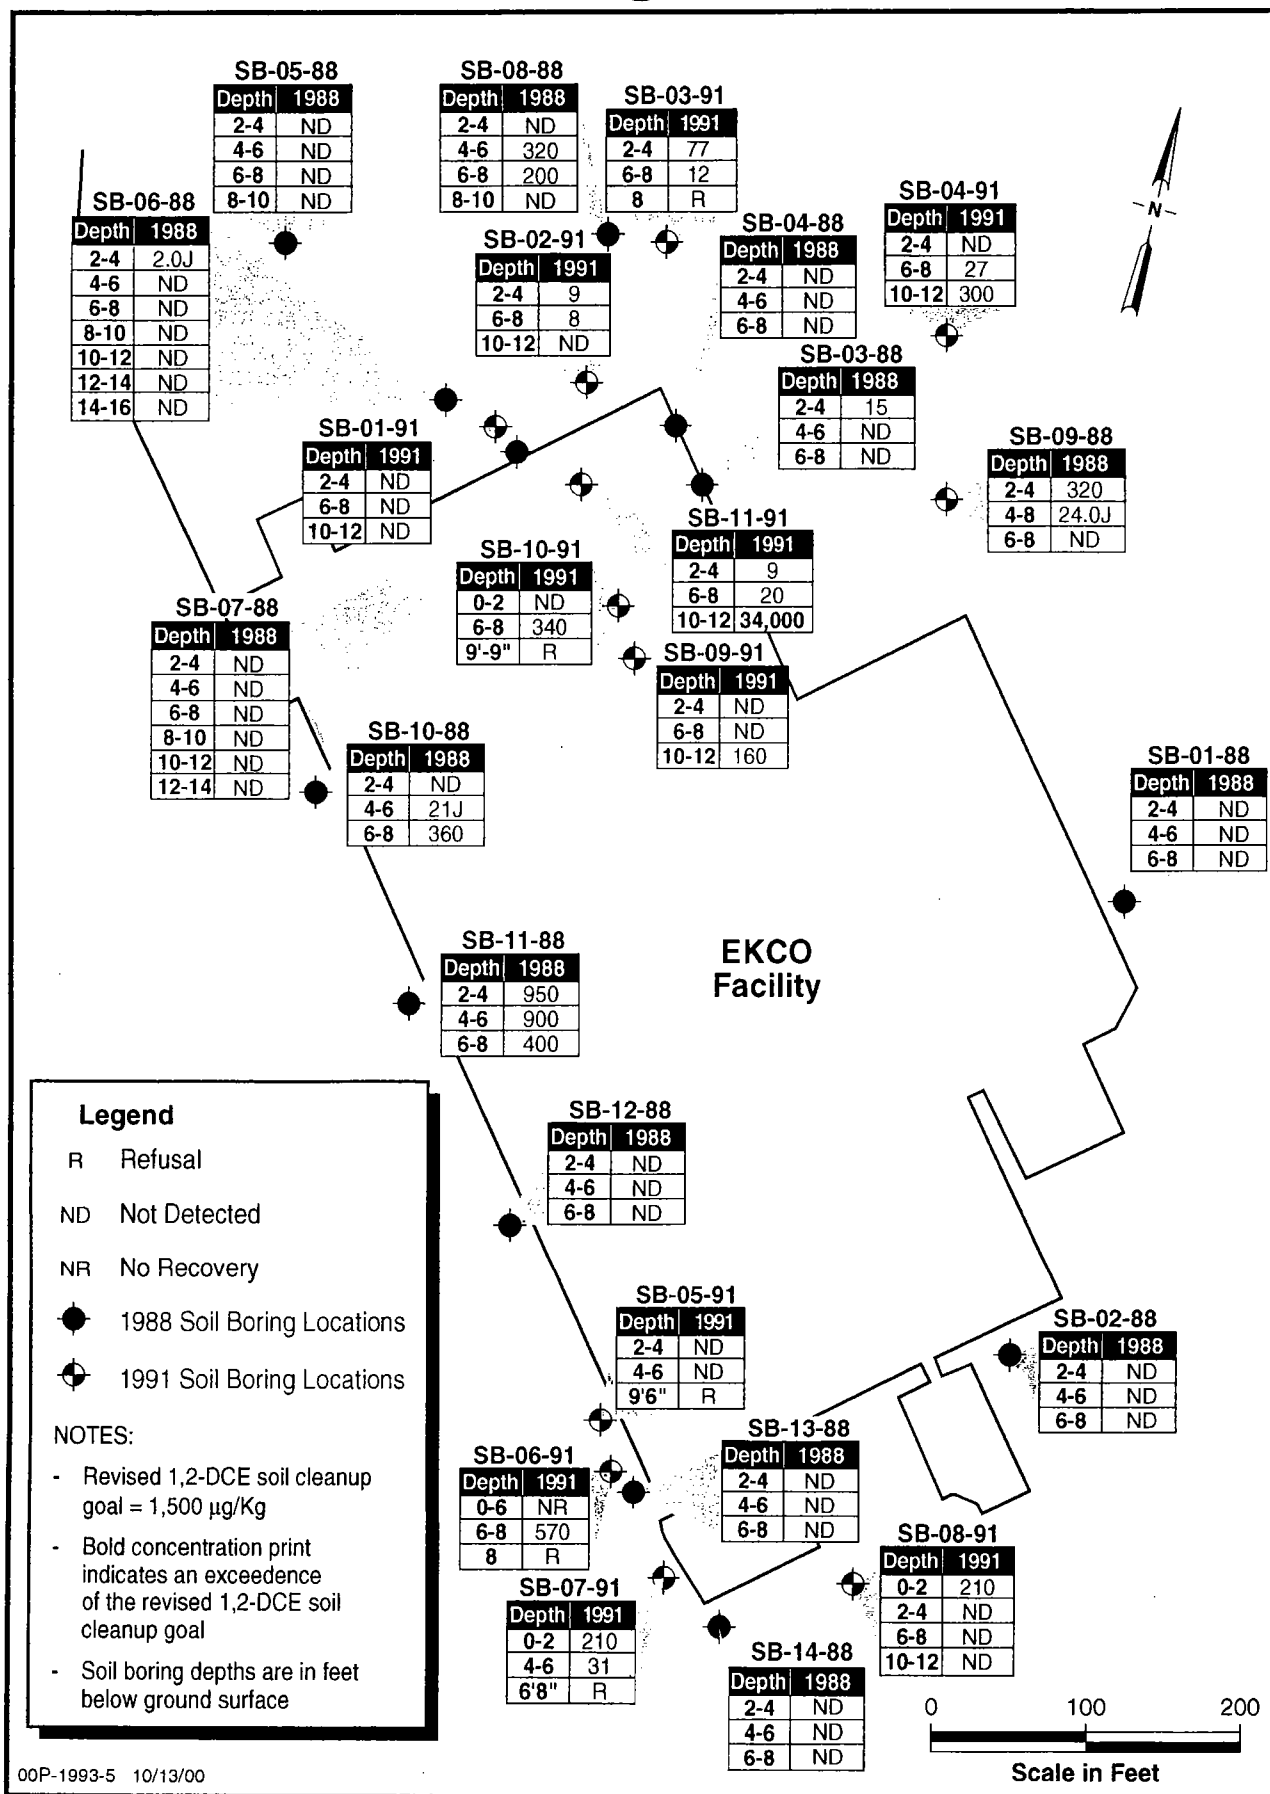 SB-05-88
Depth 1988
2-4 ND
4-6 ND
6-8 ND
8-10 ND
SB-08-88
Depth 1988
2-4 ND
4-6 320
6-8 200
8-10 ND
SB-03-91
Depth 1991
2-4 77
6-8 12
8 R
SB-06-88
Depth 1988
2-4 2.0J
4-6 ND
6-8 ND
8-10 ND
10-12 ND
12-14 ND
14-16 ND
SB-02-91
Depth 1991
2-4 9
6-8 8
10-12 ND
SB-04-88
Depth 1988
2-4 ND
4-6 ND
6-8 ND
SB-04-91
Depth 1991
2-4 ND
6-8 27
10-12 300
N
SB-03-88
Depth 1988
2-4 15
4-6 ND
6-8 ND
SB-01-91
Depth 1991
2-4 ND
6-8 ND
10-12 ND
SB-09-88
Depth 1988
2-4 320
4-8 24.0J
6-8 ND
SB-11-91
Depth 1991
2-4 9
6-8 20
10-12 34,000
SB-10-91
Depth 1991
0-2 ND
6-8 340
9'-9" R
SB-07-88
Depth 1988
2-4 ND
4-6 ND
6-8 ND
8-10 ND
10-12 ND
12-14 ND
SB-09-91
Depth 1991
2-4 ND
6-8 ND
10-12 160
SB-10-88
Depth 1988
2-4 ND
4-6 21J
6-8 360
SB-01-88
Depth 1988
2-4 ND
4-6 ND
6-8 ND
SB-11-88
Depth 1988
2-4 950
4-6 900
6-8 400
EKCO
Facility
SB-12-88
Depth 1988
2-4 ND
4-6 ND
6-8 ND
SB-05-91
Depth 1991
2-4 ND
4-6 ND
9'6" R
SB-02-88
Depth 1988
2-4 ND
4-6 ND
6-8 ND
SB-13-88
Depth 1988
2-4 ND
4-6 ND
6-8 ND
SB-06-91
Depth 1991
0-6 NR
6-8 570
8 R
SB-08-91
Depth 1991
0-2 210
2-4 ND
6-8 ND
10-12 ND
SB-07-91
Depth 1991
0-2 210
4-6 31
6'8" R
SB-14-88
Depth 1988
2-4 ND
4-6 ND
6-8 ND
Legend
R Refusal
ND Not Detected
NR No Recovery
1988 Soil Boring Locations
1991 Soil Boring Locations
NOTES:
- Revised 1,2-DCE soil cleanup
goal = 1,500 µg/Kg
- Bold concentration print
indicates an exceedence
of the revised 1,2-DCE soil
cleanup goal
- Soil boring depths are in feet
below ground surface
0 100 200
Scale in Feet
00P-1993-5 10/13/00